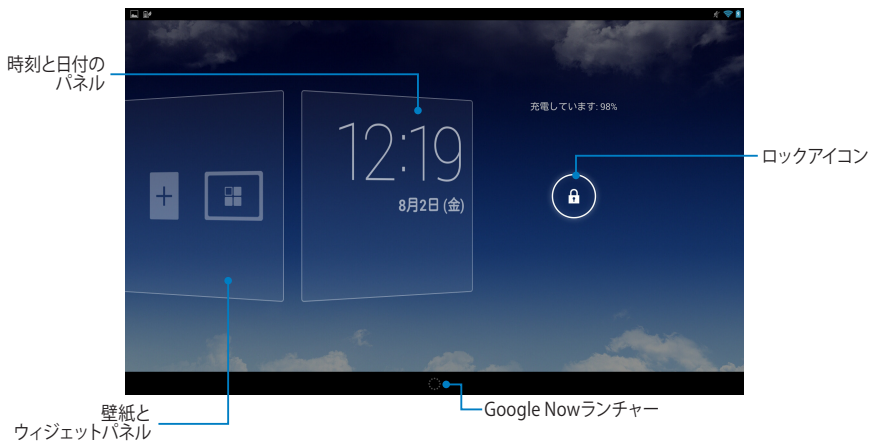 時刻と日付の
パネル
充電しています: 98%
12:19
ロックアイコン
8月2日 (金)
Google Nowランチャー
壁紙と
ウィジェットパネル